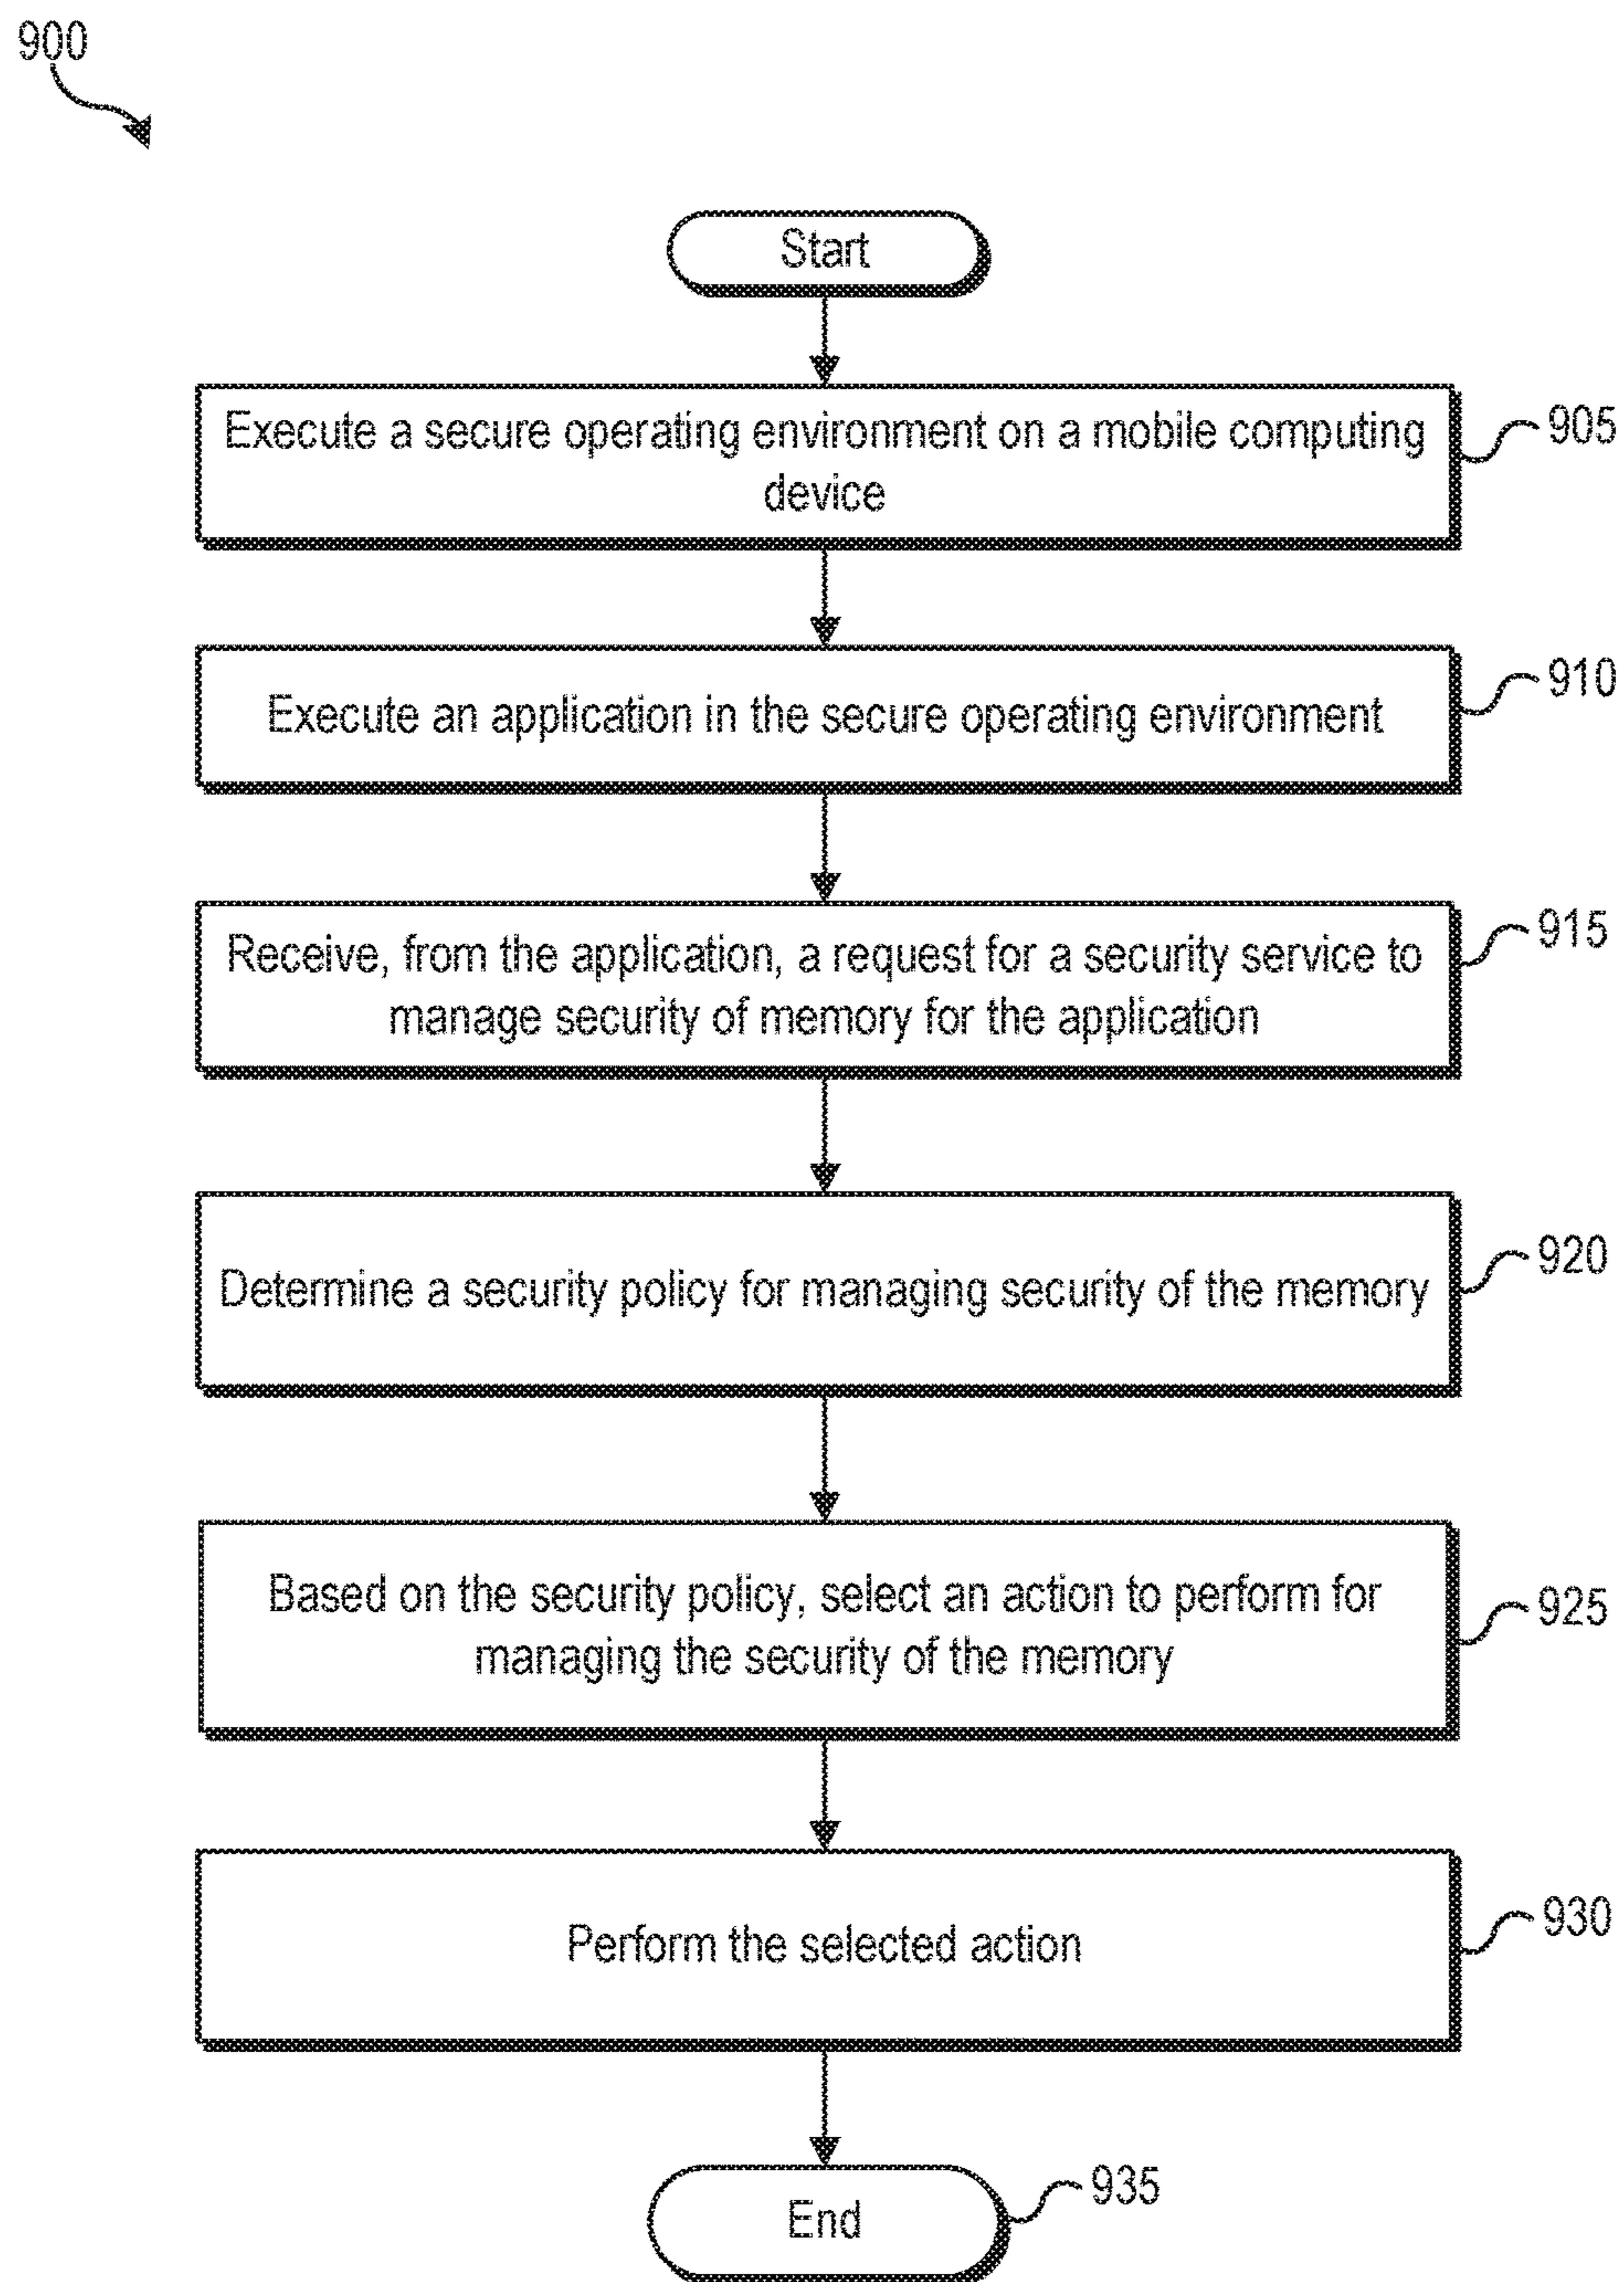 900
Start
Execute a secure operating environment on a mobile computing
device
905
Execute an application in the secure operating environment
910
Receive, from the application, a request for a security service to
manage security of memory for the application
915
Determine a security policy for managing security of the memory
920
Based on the security policy, select an action to perform for
managing the security of the memory
925
Perform the selected action
930
End
935